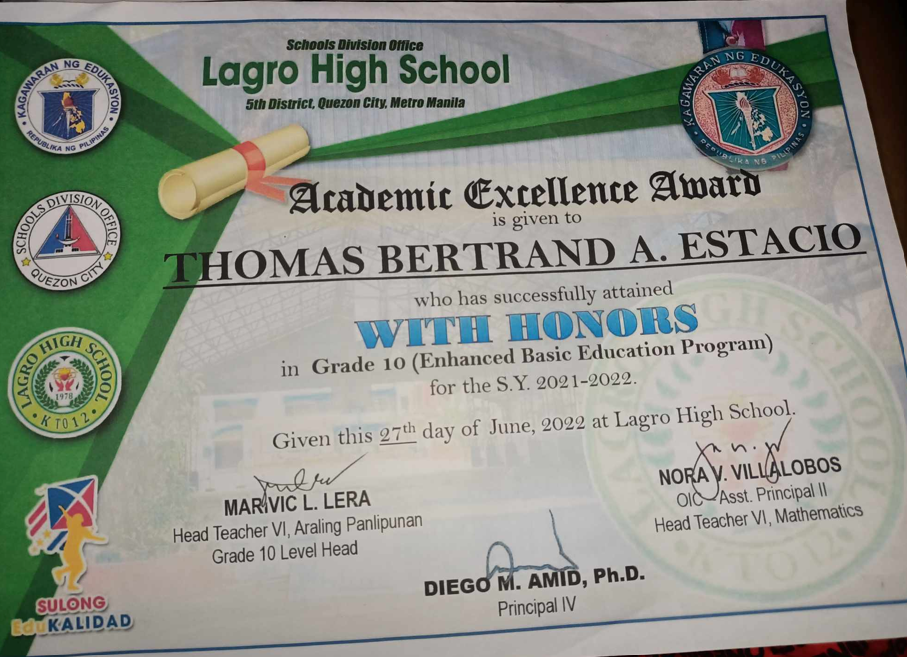 Schools Division Office
Lagro High School
5th District, Quezon City, Metro Manila
KAGAWARAN NG EDUKASYON
REPUBLIKA NG PILIPINAS
KAGAWARAN NG EDUKASYON
REPUBLIKA NG PILIPINAS
SCHOOLS DIVISION OFFICE
QUEZON CITY
LAGRO HIGH SCHOOL
1978
K TO 12
Academic Excellence Award
is given to
THOMAS BERTRAND A. ESTACIO
who has successfully attained
WITH HONORS
in Grade 10 (Enhanced Basic Education Program)
for the S.Y. 2021-2022.
Given this 27th day of June, 2022 at Lagro High School.
MARIVIC L. LERA
Head Teacher VI, Araling Panlipunan
Grade 10 Level Head
NORA V. VILLALOBOS
OIC - Asst. Principal II
Head Teacher VI, Mathematics
DIEGO M. AMID, Ph.D.
Principal IV
SULONG
EduKALIDAD
LAGRO HIGH SCHOOL
K TO 12